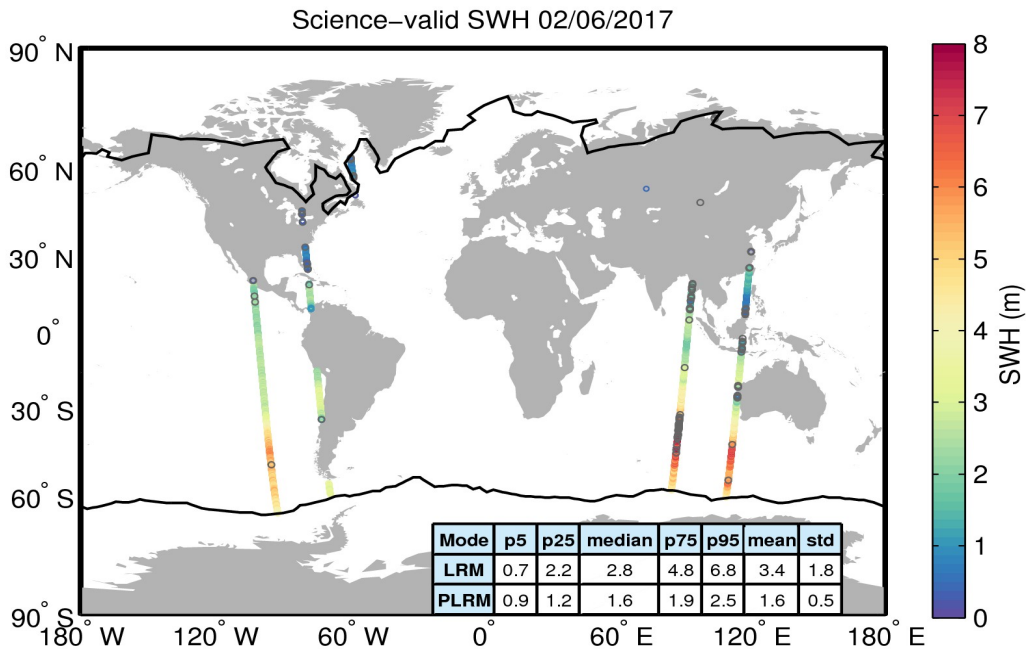 Science−valid SWH 02/06/2017
90° N
60° N
30° N
0°
30° S
60° S
90° S
180° W
120° W
60° W
0°
60° E
120° E
180° E
8
7
6
5
4
3
2
1
0
SWH (m)
Mode p5 p25 median p75 p95 mean std
LRM 0.7 2.2 2.8 4.8 6.8 3.4 1.8
PLRM 0.9 1.2 1.6 1.9 2.5 1.6 0.5